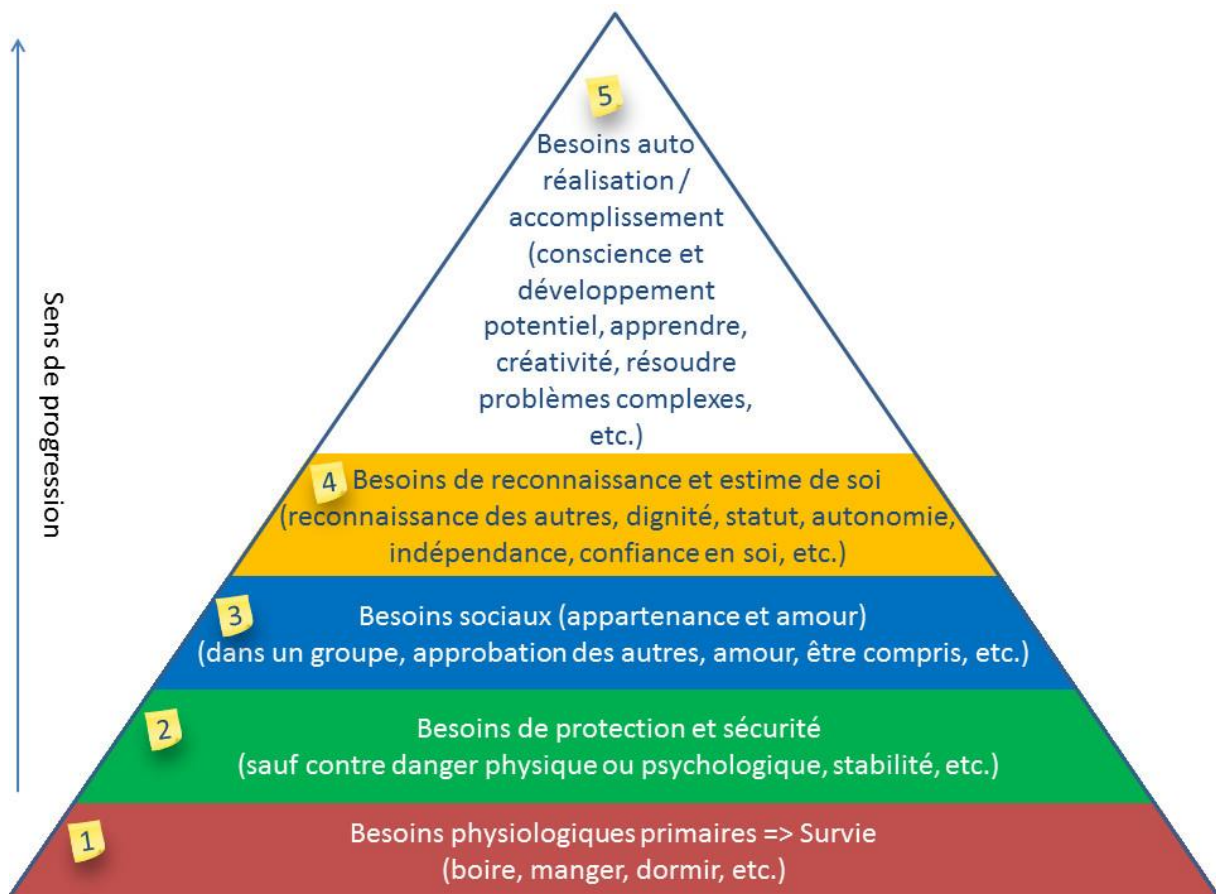 Sens de progression
5
Besoins auto
réalisation /
accomplissement
(conscience et
développement
potentiel, apprendre,
créativité, résoudre
problèmes complexes,
etc.)
4
Besoins de reconnaissance et estime de soi
(reconnaissance des autres, dignité, statut, autonomie,
indépendance, confiance en soi, etc.)
3
Besoins sociaux (appartenance et amour)
(dans un groupe, approbation des autres, amour, être compris, etc.)
2
Besoins de protection et sécurité
(sauf contre danger physique ou psychologique, stabilité, etc.)
1
Besoins physiologiques primaires => Survie
(boire, manger, dormir, etc.)